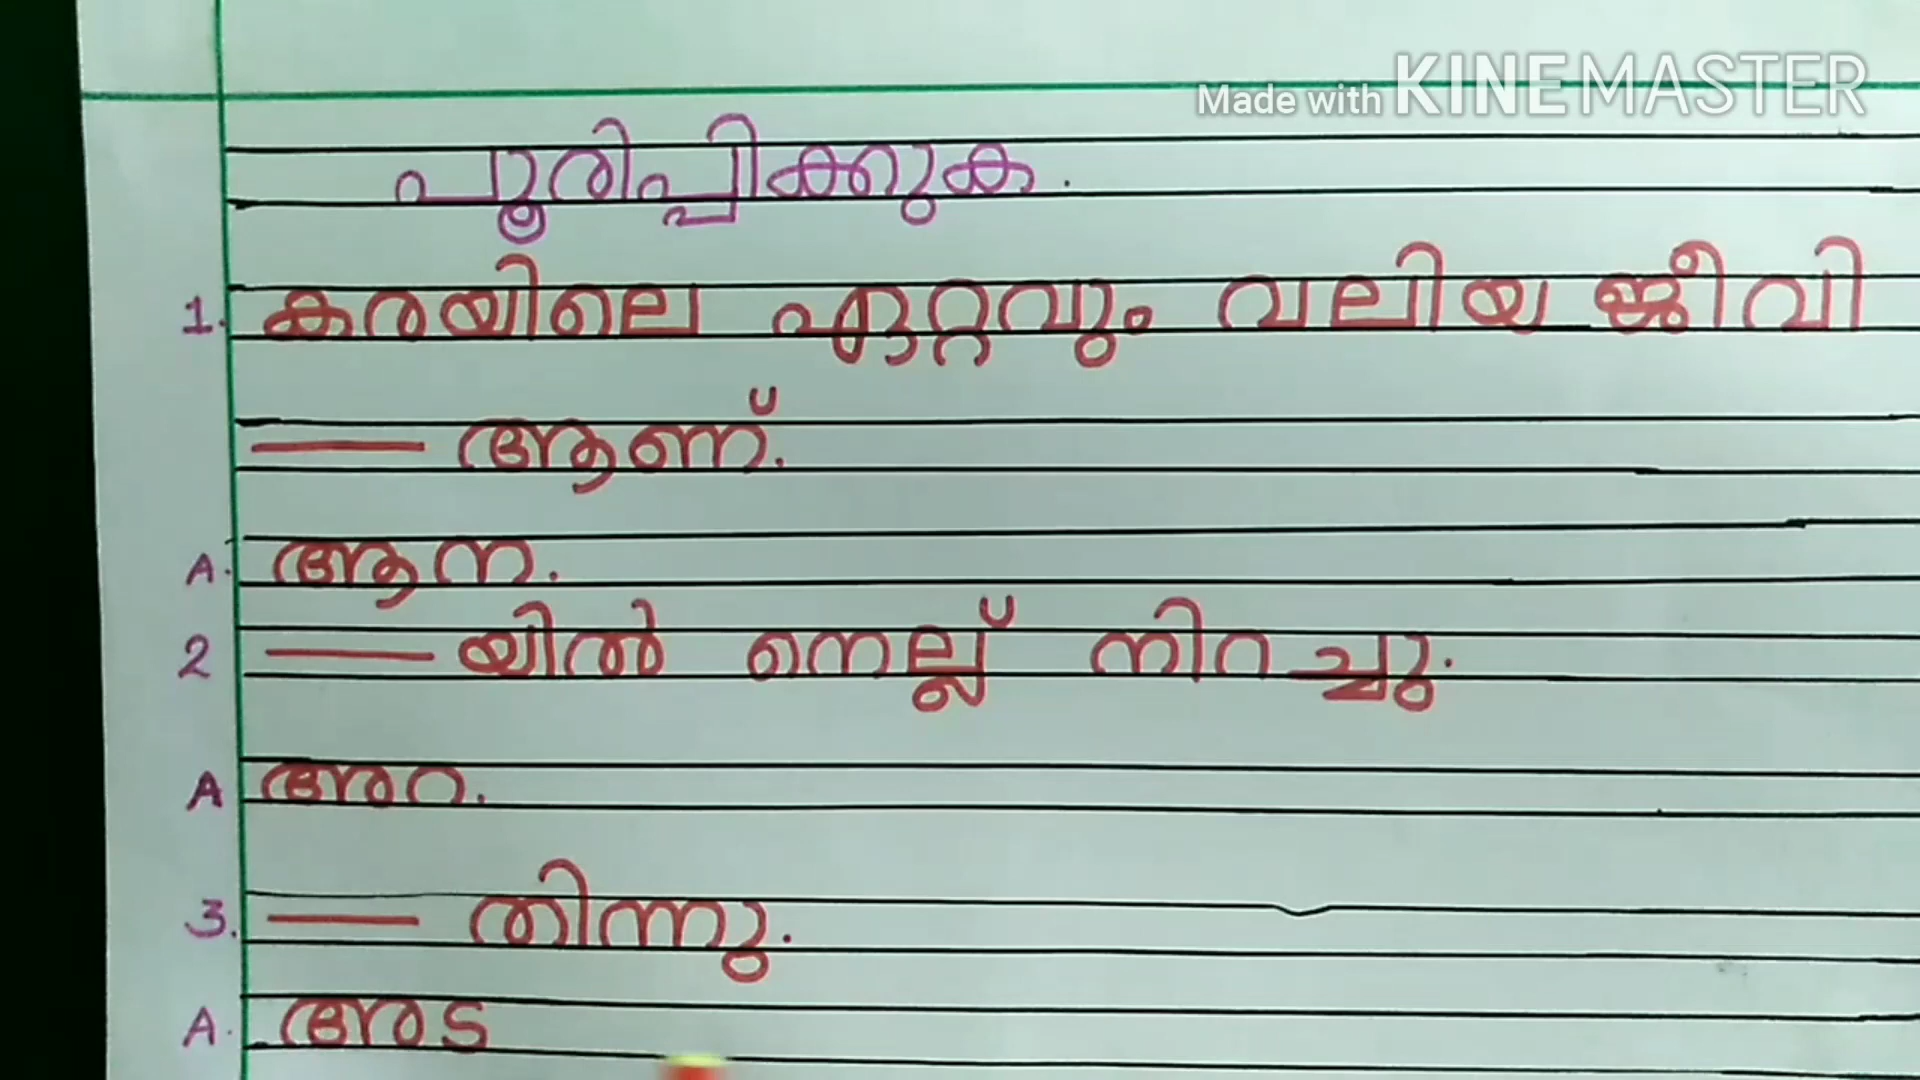 Made with KINEMASTER
പൂരിപ്പിക്കുക.
1. കരയിലെ ഏറ്റവും വലിയ ജീവി
—— ആണ്.
A. ആന.
2 —— യിൽ നെല്ല് നിറച്ചു.
A അറ.
3. —— തിന്നു.
A. അട